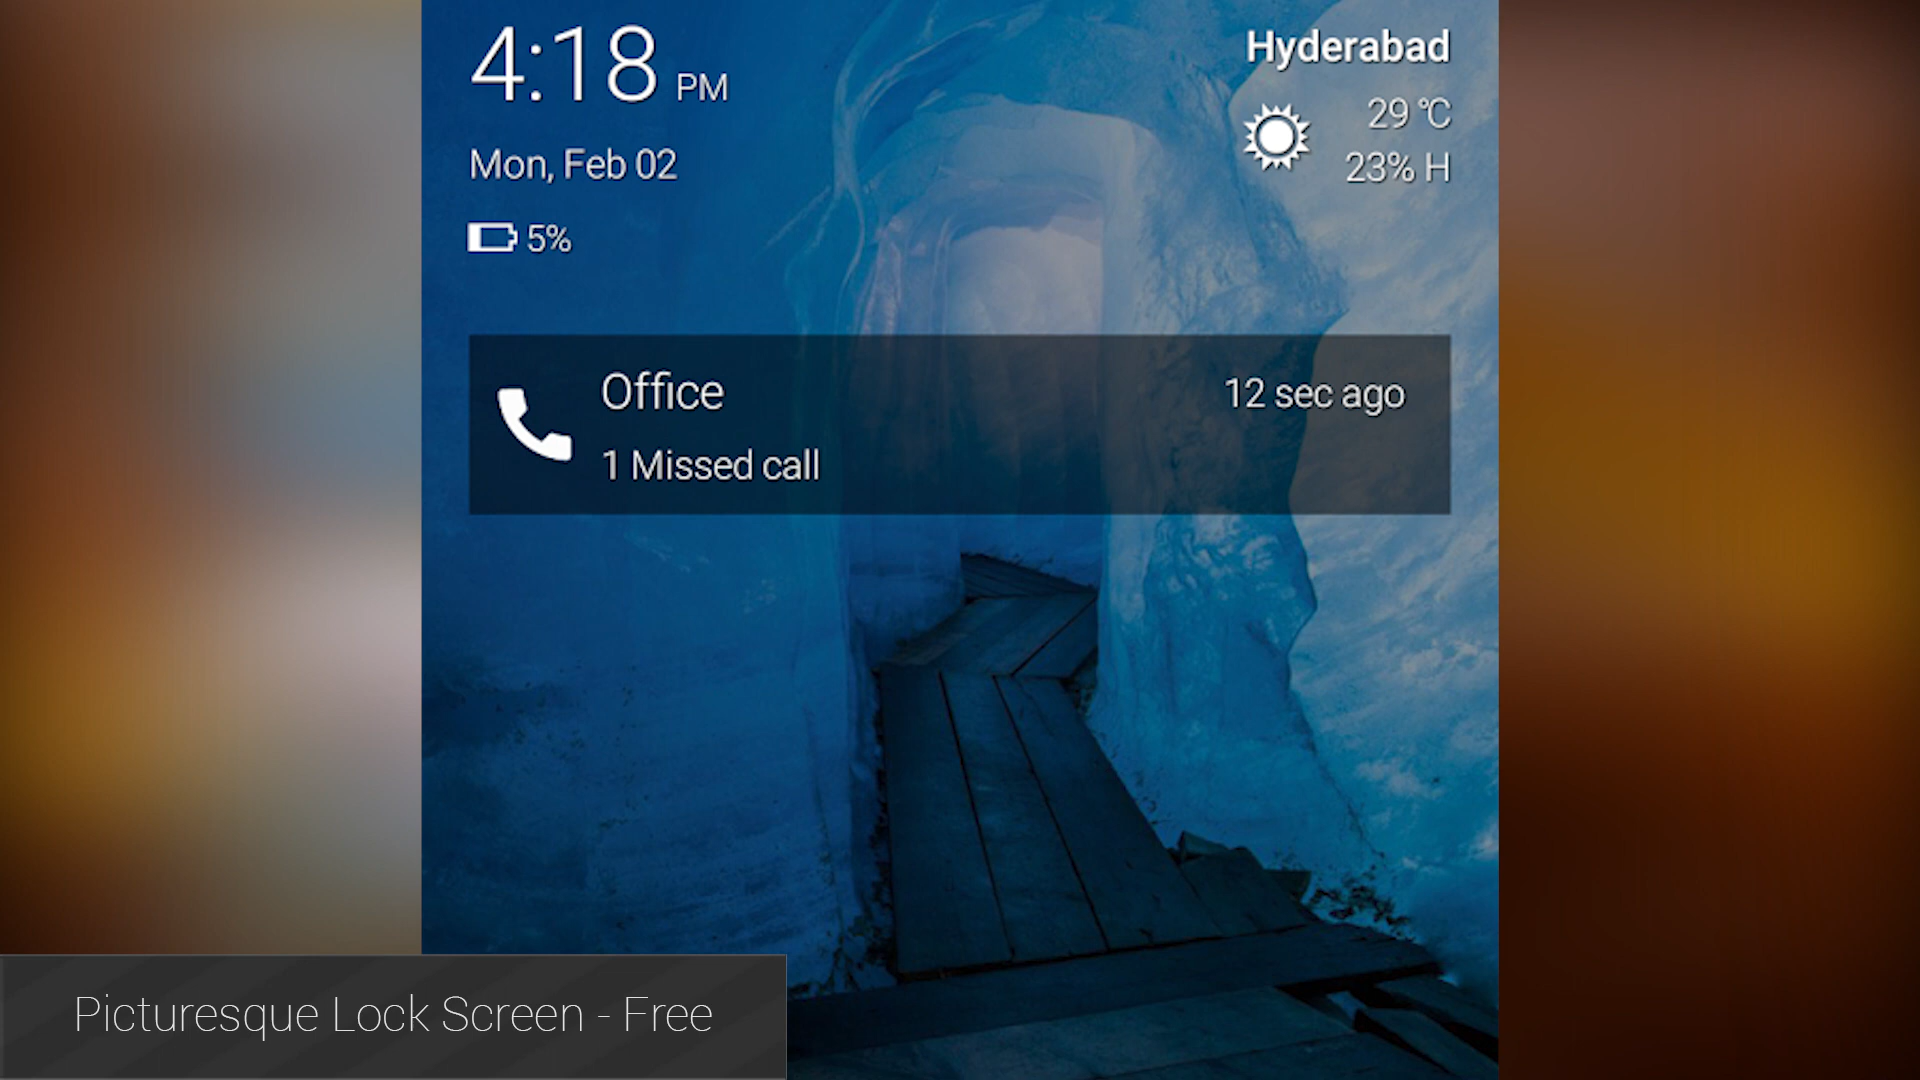 4:18 PM
Mon, Feb 02
5%
Hyderabad
29 °C
23% H
Office
12 sec ago
1 Missed call
Picturesque Lock Screen - Free